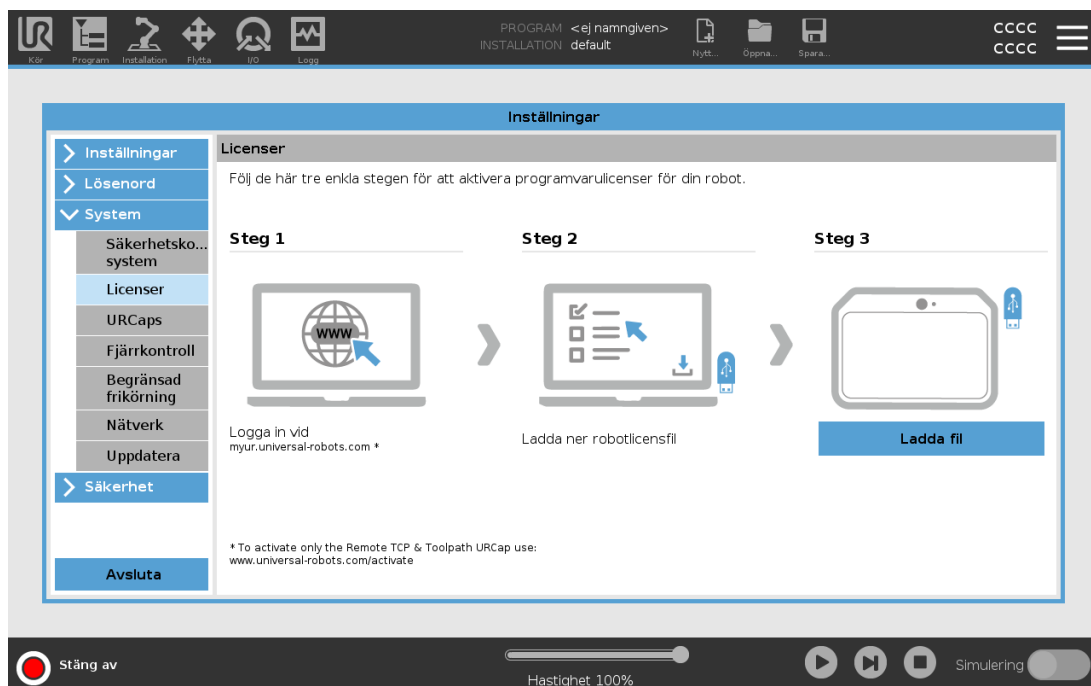 UR
PROGRAM <ej namngiven>
INSTALLATION default
Kör
Program
Installation
Flytta
I/O
Logg
Nytt...
Öppna...
Spara...
CCCC
CCCC
Inställningar
Inställningar
Lösenord
System
Säkerhetsko...
system
Licenser
URCaps
Fjärrkontroll
Begränsad
frikörning
Nätverk
Uppdatera
Säkerhet
Avsluta
Licenser
Följ de här tre enkla stegen för att aktivera programvarulicenser för din robot.
Steg 1
WWW
Logga in vid
myur.universal-robots.com *
Steg 2
Ladda ner robotlicensfil
Steg 3
Ladda fil
* To activate only the Remote TCP & Toolpath URCap use:
www.universal-robots.com/activate
Stäng av
Hastighet 100%
Simulering